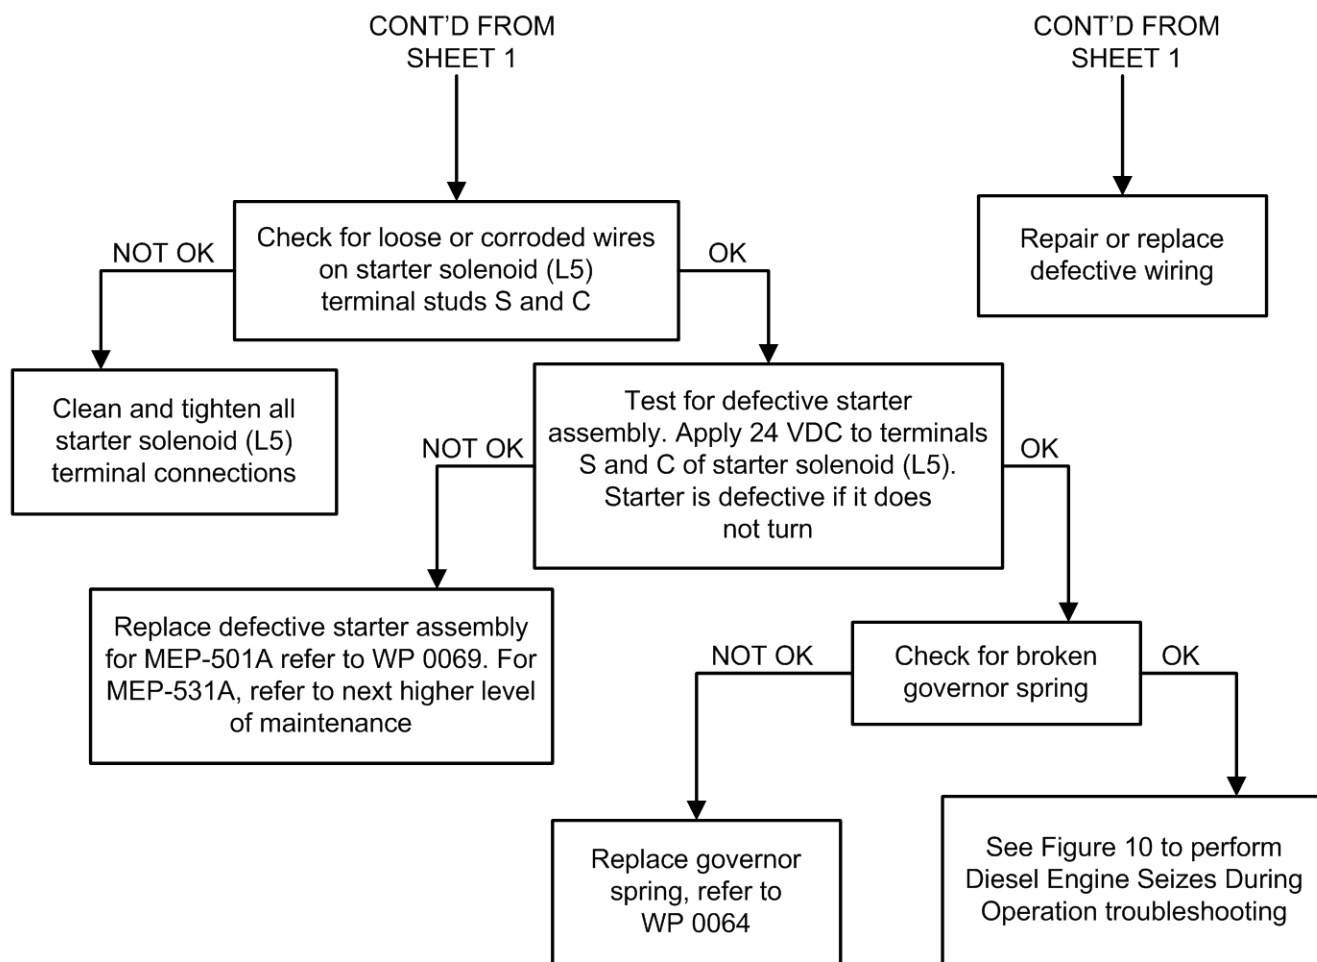 CONT'D FROM
SHEET 1
CONT'D FROM
SHEET 1
Check for loose or corroded wires
on starter solenoid (L5)
terminal studs S and C
NOT OK
OK
Repair or replace
defective wiring
Clean and tighten all
starter solenoid (L5)
terminal connections
Test for defective starter
assembly. Apply 24 VDC to terminals
S and C of starter solenoid (L5).
Starter is defective if it does
not turn
NOT OK
OK
Replace defective starter assembly
for MEP-501A refer to WP 0069. For
MEP-531A, refer to next higher level
of maintenance
Check for broken
governor spring
NOT OK
OK
Replace governor
spring, refer to
WP 0064
See Figure 10 to perform
Diesel Engine Seizes During
Operation troubleshooting